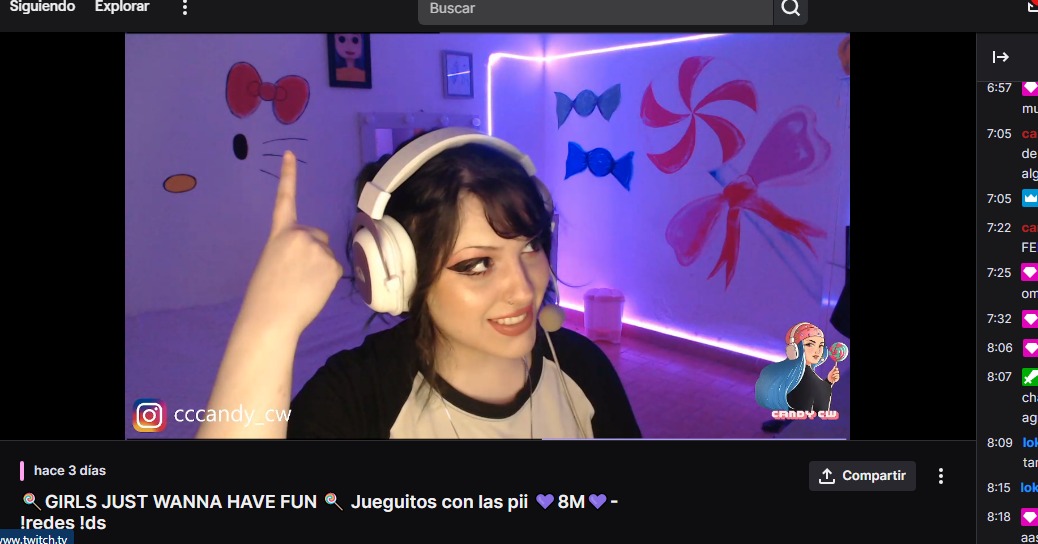 Siguiendo Explorar
Buscar
6:57
mu
7:05 ca
de
alg
7:05
7:22 ca
FE
7:25
om
7:32
8:06
8:07
cha
ag
8:09 lok
tar
8:15 lok
8:18
aas
cccandy_cw
CANDY CW
hace 3 días
Compartir
GIRLS JUST WANNA HAVE FUN Jueguitos con las pii 8M -
!redes !ds
www.twitch.tv